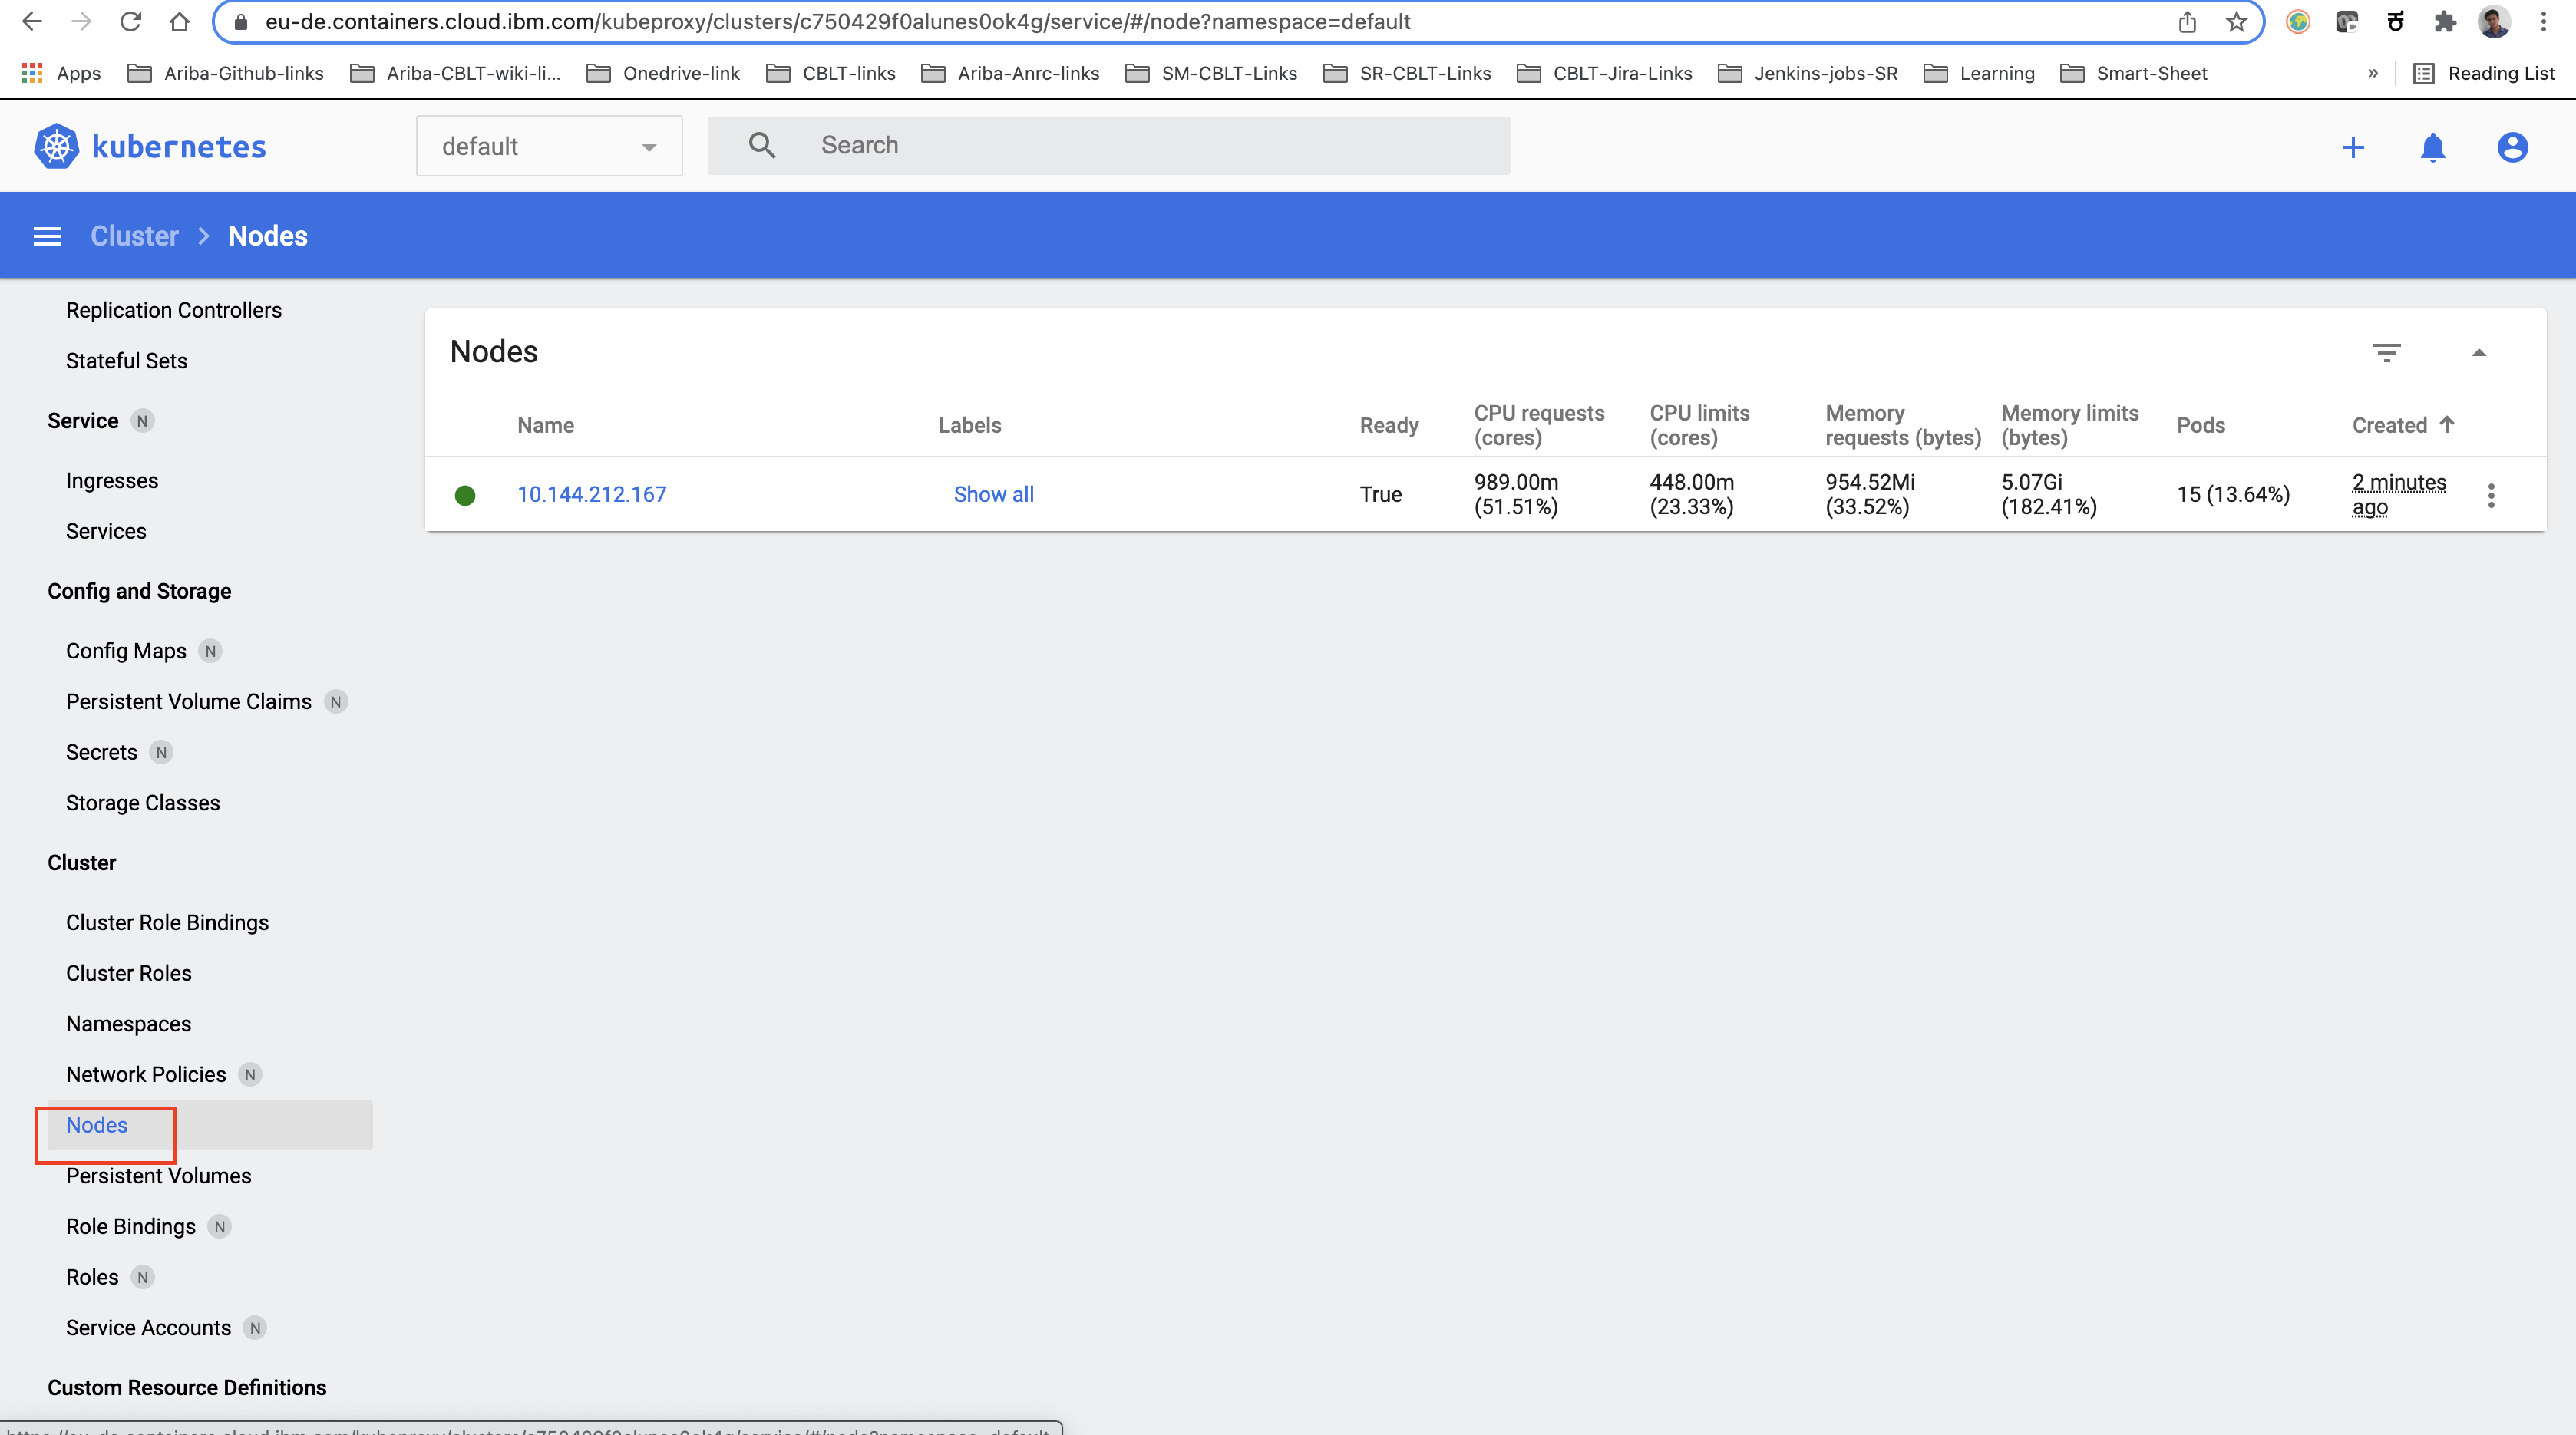 eu-de.containers.cloud.ibm.com/kubeproxy/clusters/c750429f0alunes0ok4g/service/#/node?namespace=default
Apps Ariba-Github-links Ariba-CBLT-wiki-li... Onedrive-link CBLT-links Ariba-Anrc-links SM-CBLT-Links SR-CBLT-Links CBLT-Jira-Links Jenkins-jobs-SR Learning Smart-Sheet » Reading List
kubernetes default Search
Cluster > Nodes
Replication Controllers
Stateful Sets
Service N
Ingresses
Services
Config and Storage
Config Maps N
Persistent Volume Claims N
Secrets N
Storage Classes
Cluster
Cluster Role Bindings
Cluster Roles
Namespaces
Network Policies N
Nodes
Persistent Volumes
Role Bindings N
Roles N
Service Accounts N
Custom Resource Definitions
Nodes
Name Labels Ready CPU requests (cores) CPU limits (cores) Memory requests (bytes) Memory limits (bytes) Pods Created
10.144.212.167 Show all True 989.00m (51.51%) 448.00m (23.33%) 954.52Mi (33.52%) 5.07Gi (182.41%) 15 (13.64%) 2 minutes ago